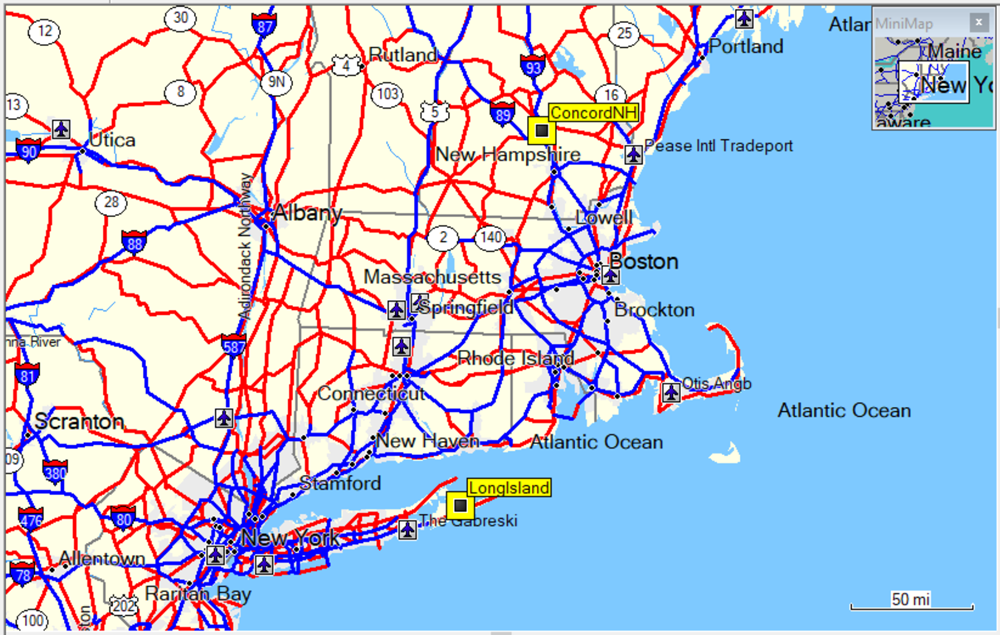 12
30
87
25
Atlan
MiniMap
x
Rutland
4
Portland
Maine
9N
93
New Yo
8
103
16
13
5
89
ConcordNH
aware
90
Utica
New Hampshire
Pease Intl Tradeport
28
Albany
Lowell
88
2
140
Adirondack Northway
Boston
Massachusetts
Springfield
Brockton
nna River
587
Rhode Island
81
Connecticut
Otis Angb
Scranton
Atlantic Ocean
New Haven
Atlantic Ocean
09
380
Stamford
LongIsland
476
80
The Gabreski
New York
Allentown
78
Raritan Bay
202
50 mi
100
ton